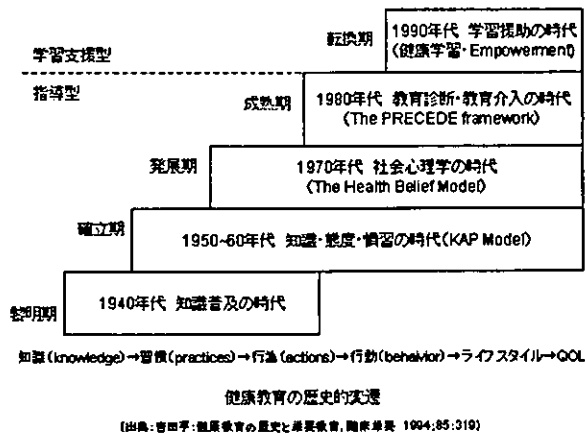 転換期
1990年代 学習援助の時代
(健康学習・Empowerment)
学習支援型
指導型
成熟期
1980年代 教育診断・教育介入の時代
(The PRECEDE framework)
発展期
1970年代 社会心理学の時代
(The Health Belief Model)
確立期
1950~60年代 知識・態度・習慣の時代(KAP Model)
黎明期
1940年代 知識普及の時代
知識(knowledge)→習慣(practices)→行為(actions)→行動(behaivior)→ライフスタイル→QOL
健康教育の歴史的変遷
(出典:吉田亨:健康教育の歴史と栄養教育,臨床栄養 1994;85:319)